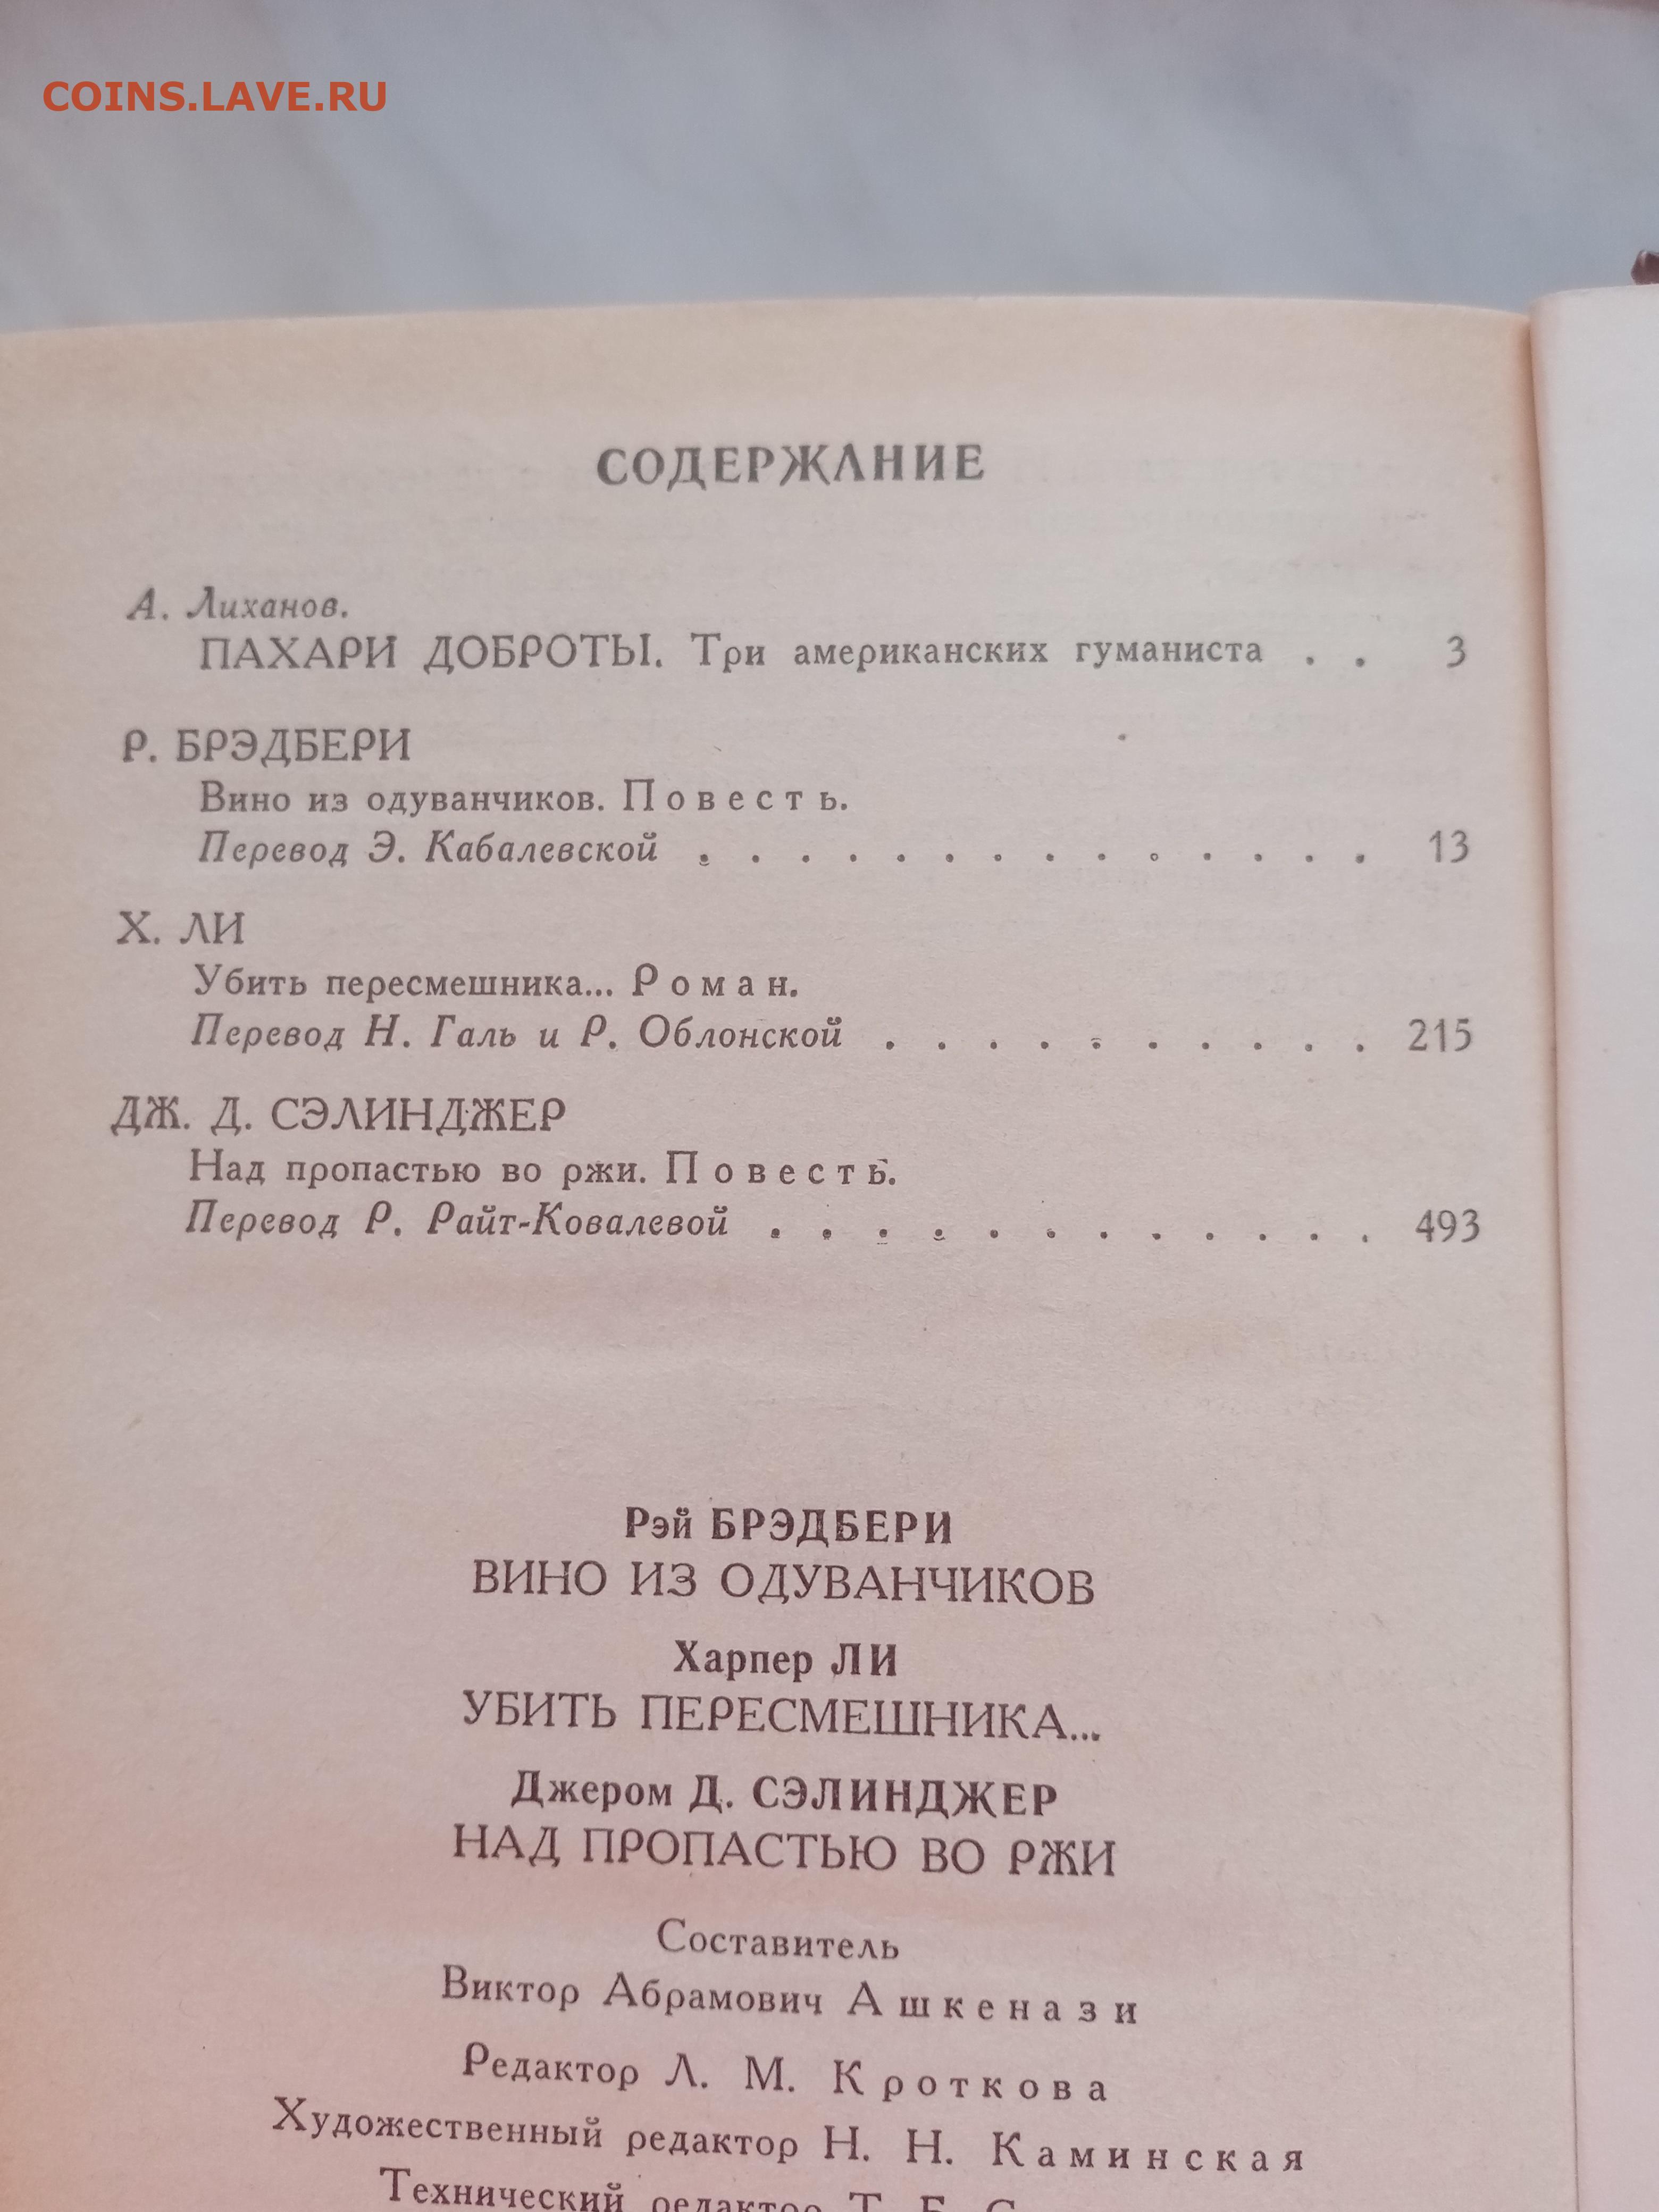 COINS.LAVE.RU
СОДЕРЖАНИЕ
А. Лиханов.
ПАХАРИ ДОБРОТЫ. Три американских гуманиста . . 3
Р. БРЭДБЕРИ
Вино из одуванчиков. Повесть.
Перевод Э. Кабалевской . . . . . . . . . . . . . . 13
Х. ЛИ
Убить пересмешника... Роман.
Перевод Н. Галь и Р. Облонской . . . . . . . . . . 215
ДЖ. Д. СЭЛИНДЖЕР
Над пропастью во ржи. Повесть.
Перевод Р. Райт-Ковалевой . . . . . . . . . . . . 493
Рэй БРЭДБЕРИ
ВИНО ИЗ ОДУВАНЧИКОВ
Харпер ЛИ
УБИТЬ ПЕРЕСМЕШНИКА...
Джером Д. СЭЛИНДЖЕР
НАД ПРОПАСТЬЮ ВО РЖИ
Составитель
Виктор Абрамович Ашкенази
Редактор Л. М. Кроткова
Художественный редактор Н. Н. Каминская
Технический редактор Т.